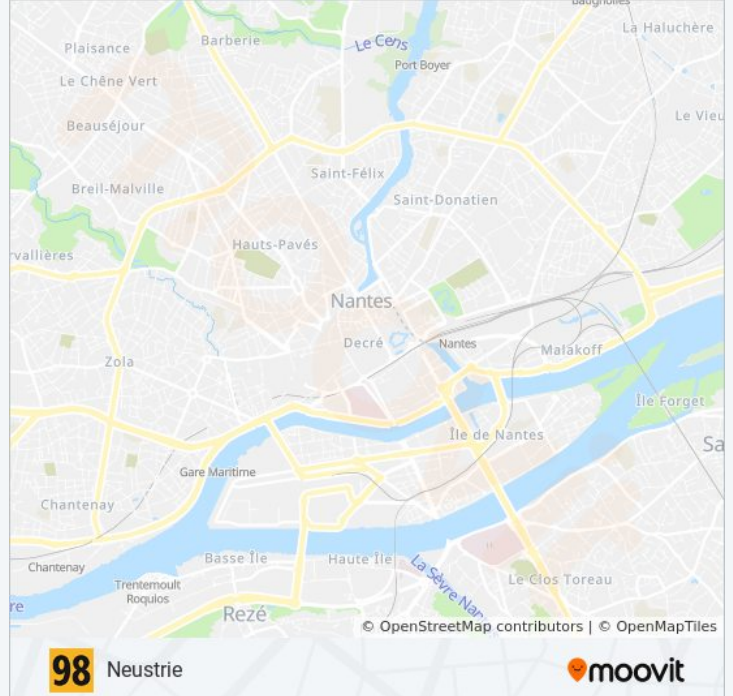 baugnolles
La Haluchère
Plaisance
Barberie
Le Cens
Port Boyer
Le Chêne Vert
Beauséjour
Le Vieu
Saint-Félix
Breil-Malville
Saint-Donatien
Hauts-Pavés
rvallières
Nantes
Decré
Nantes
Malakoff
Zola
Île Forget
Île de Nantes
Sa
Gare Maritime
Chantenay
Basse Île
Haute Île
Chantenay
La Sèvre Nan
Le Clos Toreau
Trentemoult
Roquios
re
Rezé
© OpenStreetMap contributors | © OpenMapTiles
98 Neustrie
moovit